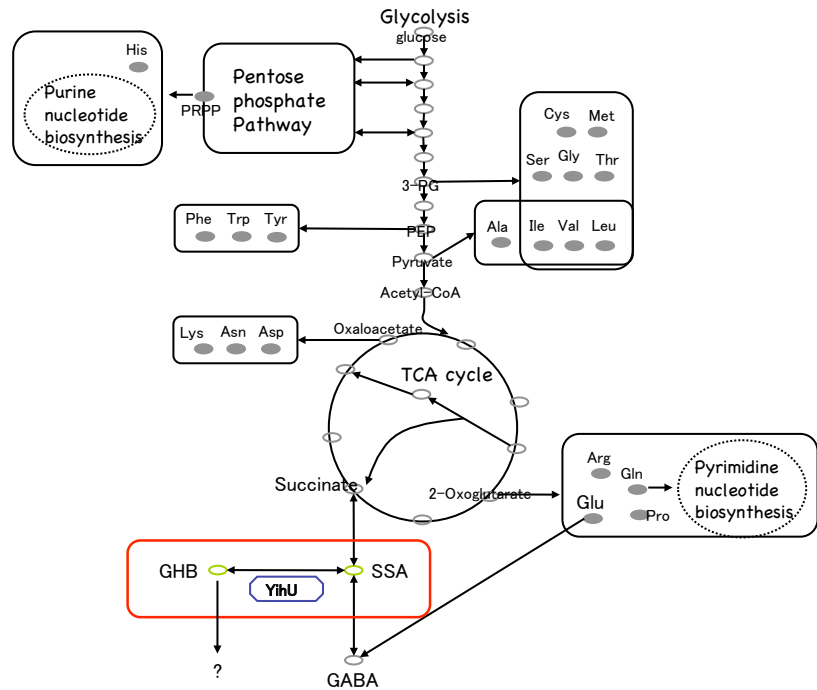 Glycolysis
glucose
His
Purine
nucleotide
biosynthesis
PRPP
Pentose
phosphate
Pathway
Cys
Met
Ser
Gly
Thr
3-PG
Phe
Trp
Tyr
PEP
Ala
Ile
Val
Leu
Pyruvate
Acetyl-CoA
Lys
Asn
Asp
Oxaloacetate
TCA cycle
Succinate
2-Oxoglutarate
Arg
Gln
Glu
Pro
Pyrimidine
nucleotide
biosynthesis
GHB
YihU
SSA
?
GABA